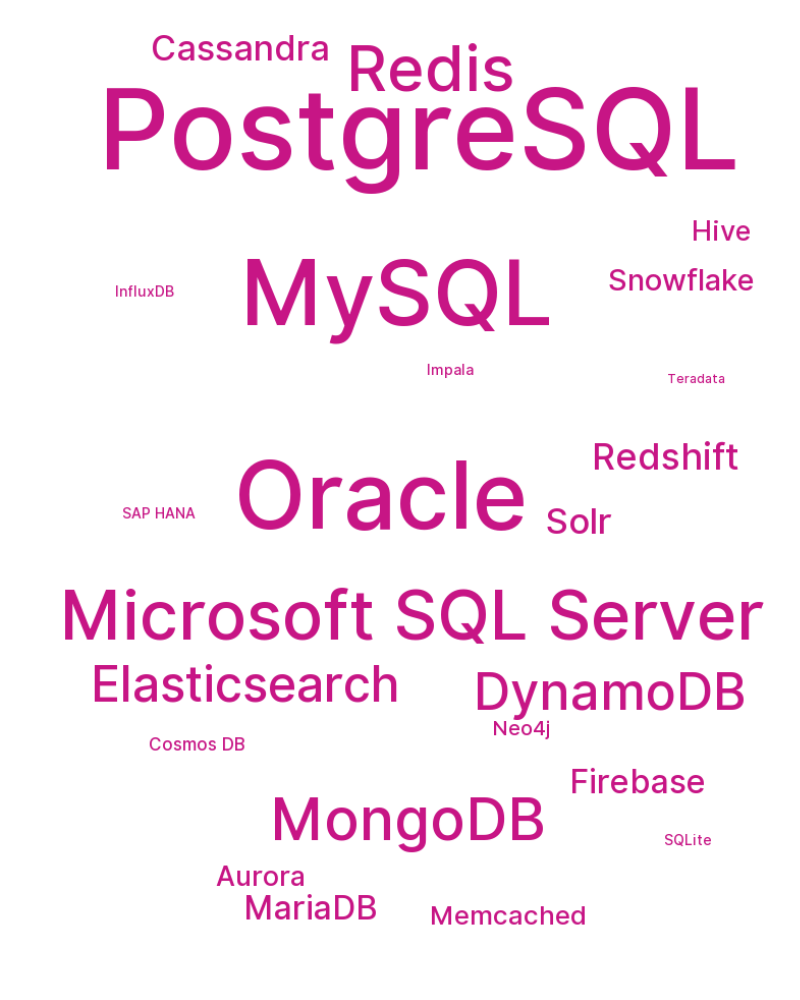 Cassandra
Redis
PostgreSQL
Hive
MySQL
Snowflake
InfluxDB
Impala
Teradata
Redshift
Oracle
SAP HANA
Solr
Microsoft SQL Server
Elasticsearch
DynamoDB
Neo4j
Cosmos DB
Firebase
MongoDB
SQLite
Aurora
MariaDB
Memcached